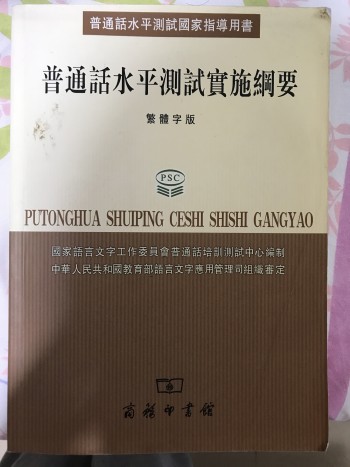 普通話水平測試國家指導用書
普通話水平測試實施綱要
繁體字版
PSC
PUTONGHUA SHUIPING CESHI SHISHI GANGYAO
國家語言文字工作委員會普通話培訓測試中心編制
中華人民共和國教育部語言文字應用管理司組織審定
商務印書館